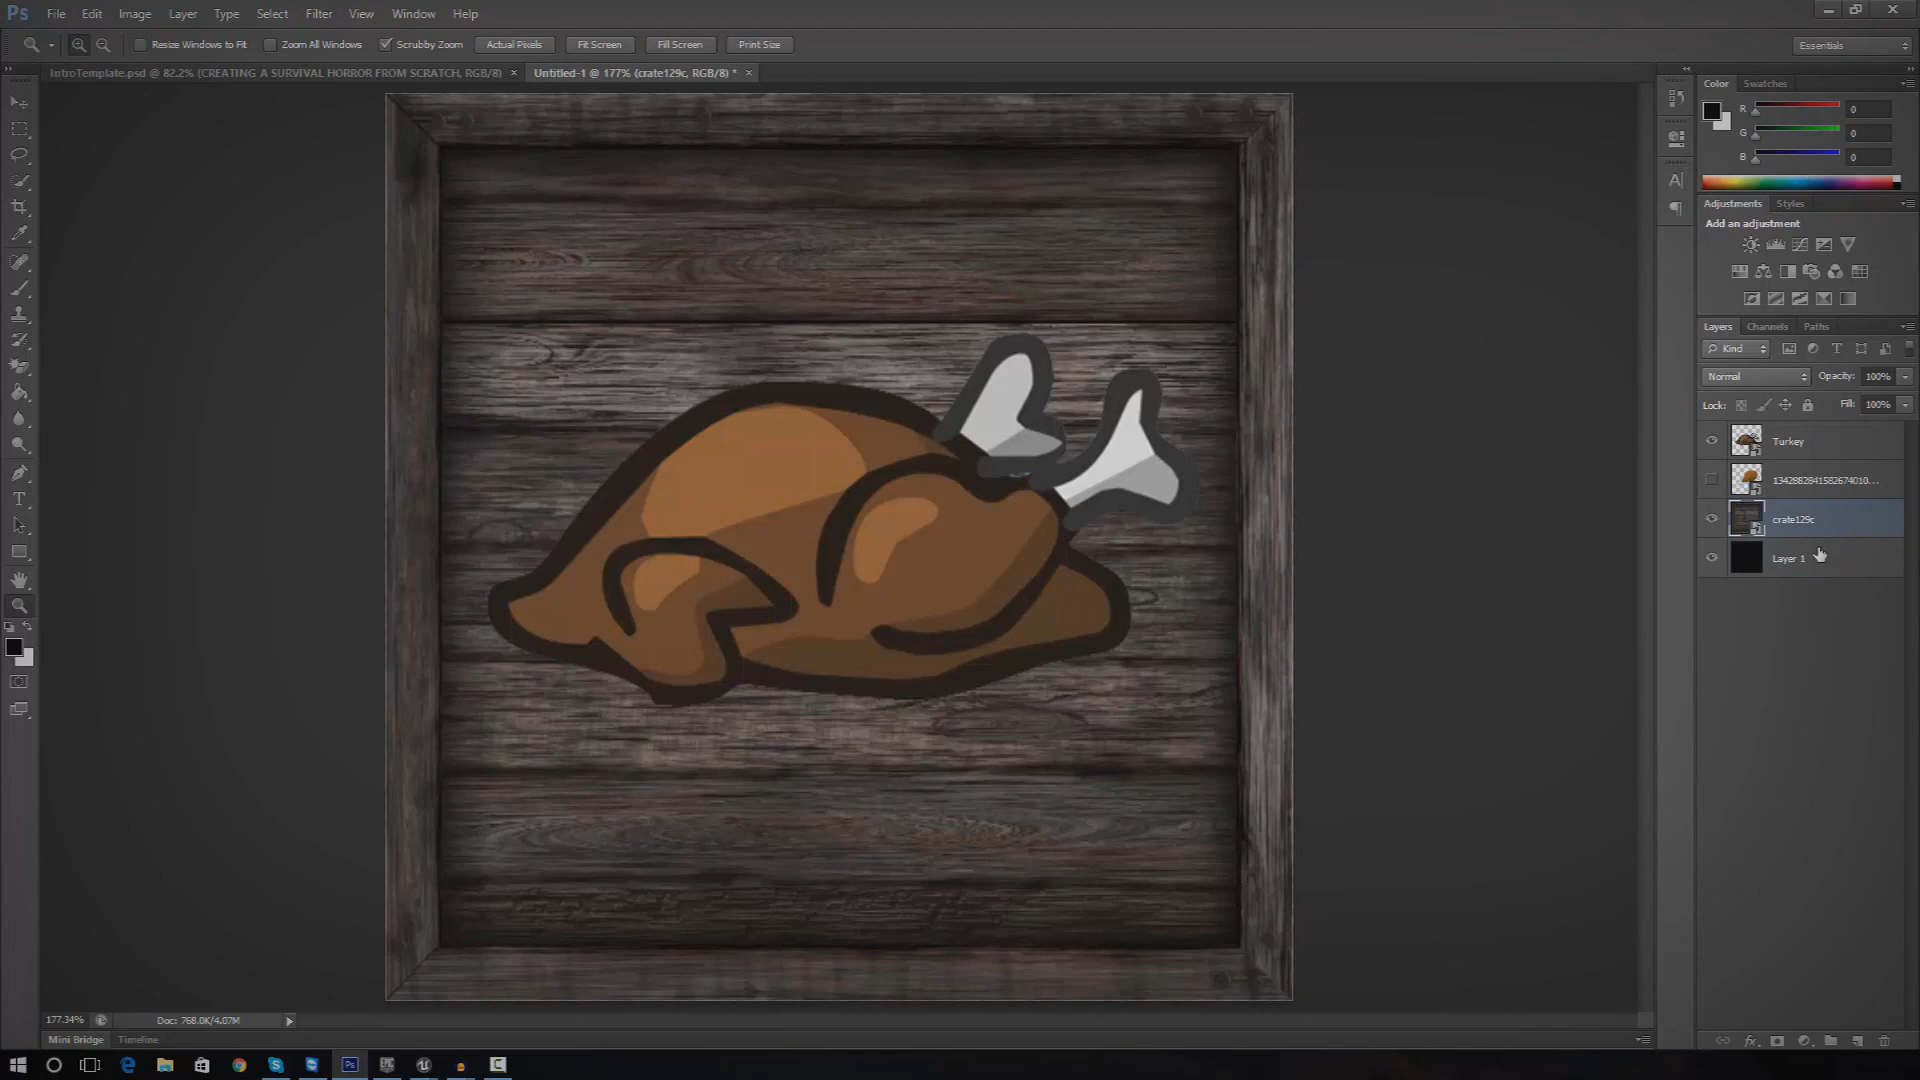 Ps File Edit Image Layer Type Select Filter View Window Help
Resize Windows to Fit Zoom All Windows Scrubby Zoom Actual Pixels Fit Screen Fill Screen Print Size Essentials
IntroTemplate.psd @ 82.2% (CREATING A SURVIVAL HORROR FROM SCRATCH, RGB/8) × Untitled-1 @ 177% (crate129c, RGB/8) * ×
Color Swatches
R 0
G 0
B 0
Adjustments Styles
Add an adjustment
Layers Channels Paths
Kind
Normal Opacity: 100%
Lock: Fill: 100%
Turkey
1342882841582674010...
crate129c
Layer 1
177.34% Doc: 768.0K/4.07M
Mini Bridge Timeline